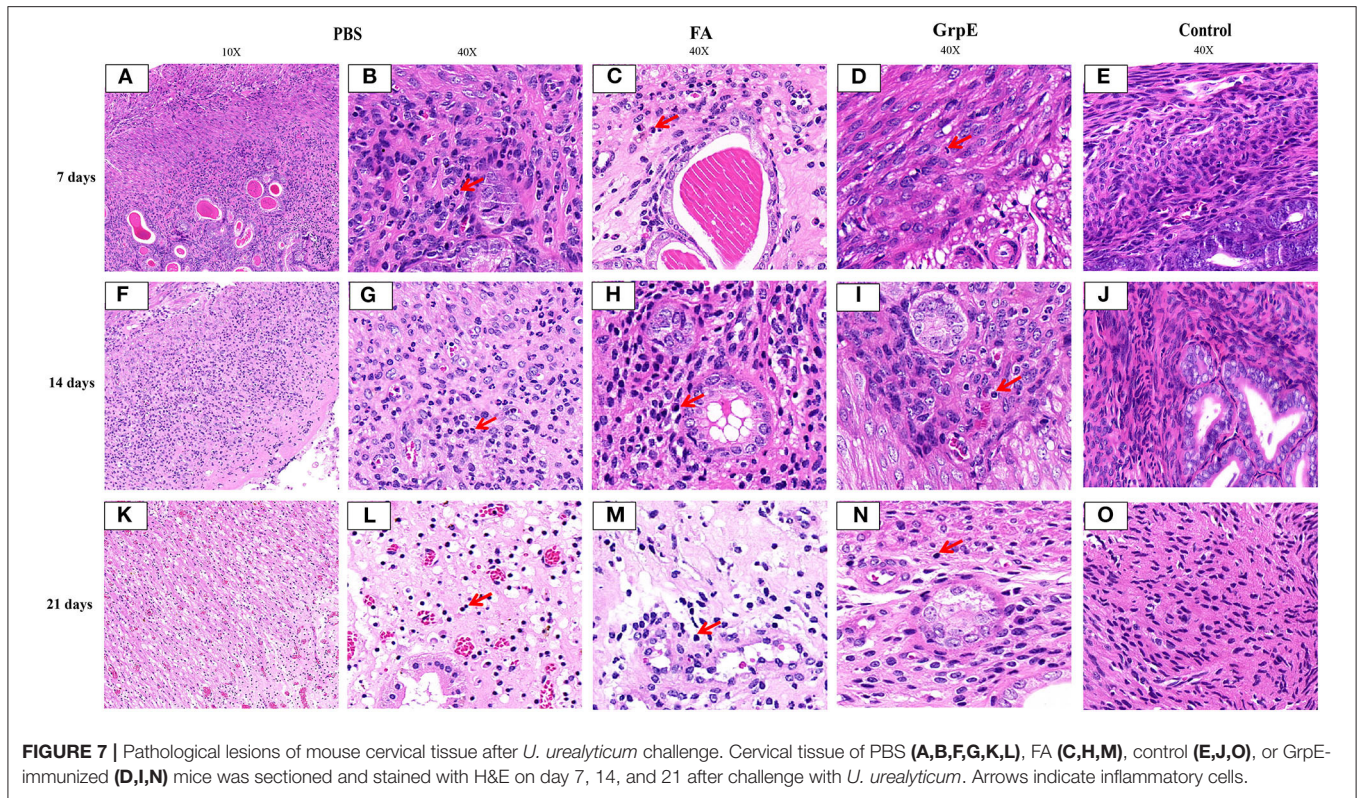 PBS FA GrpE Control
10X 40X 40X 40X 40X
A B C D E
7 days
F G H I J
14 days
K L M N O
21 days
FIGURE 7 | Pathological lesions of mouse cervical tissue after U. urealyticum challenge. Cervical tissue of PBS (A,B,F,G,K,L), FA (C,H,M), control (E,J,O), or GrpE-
immunized (D,I,N) mice was sectioned and stained with H&E on day 7, 14, and 21 after challenge with U. urealyticum. Arrows indicate inflammatory cells.